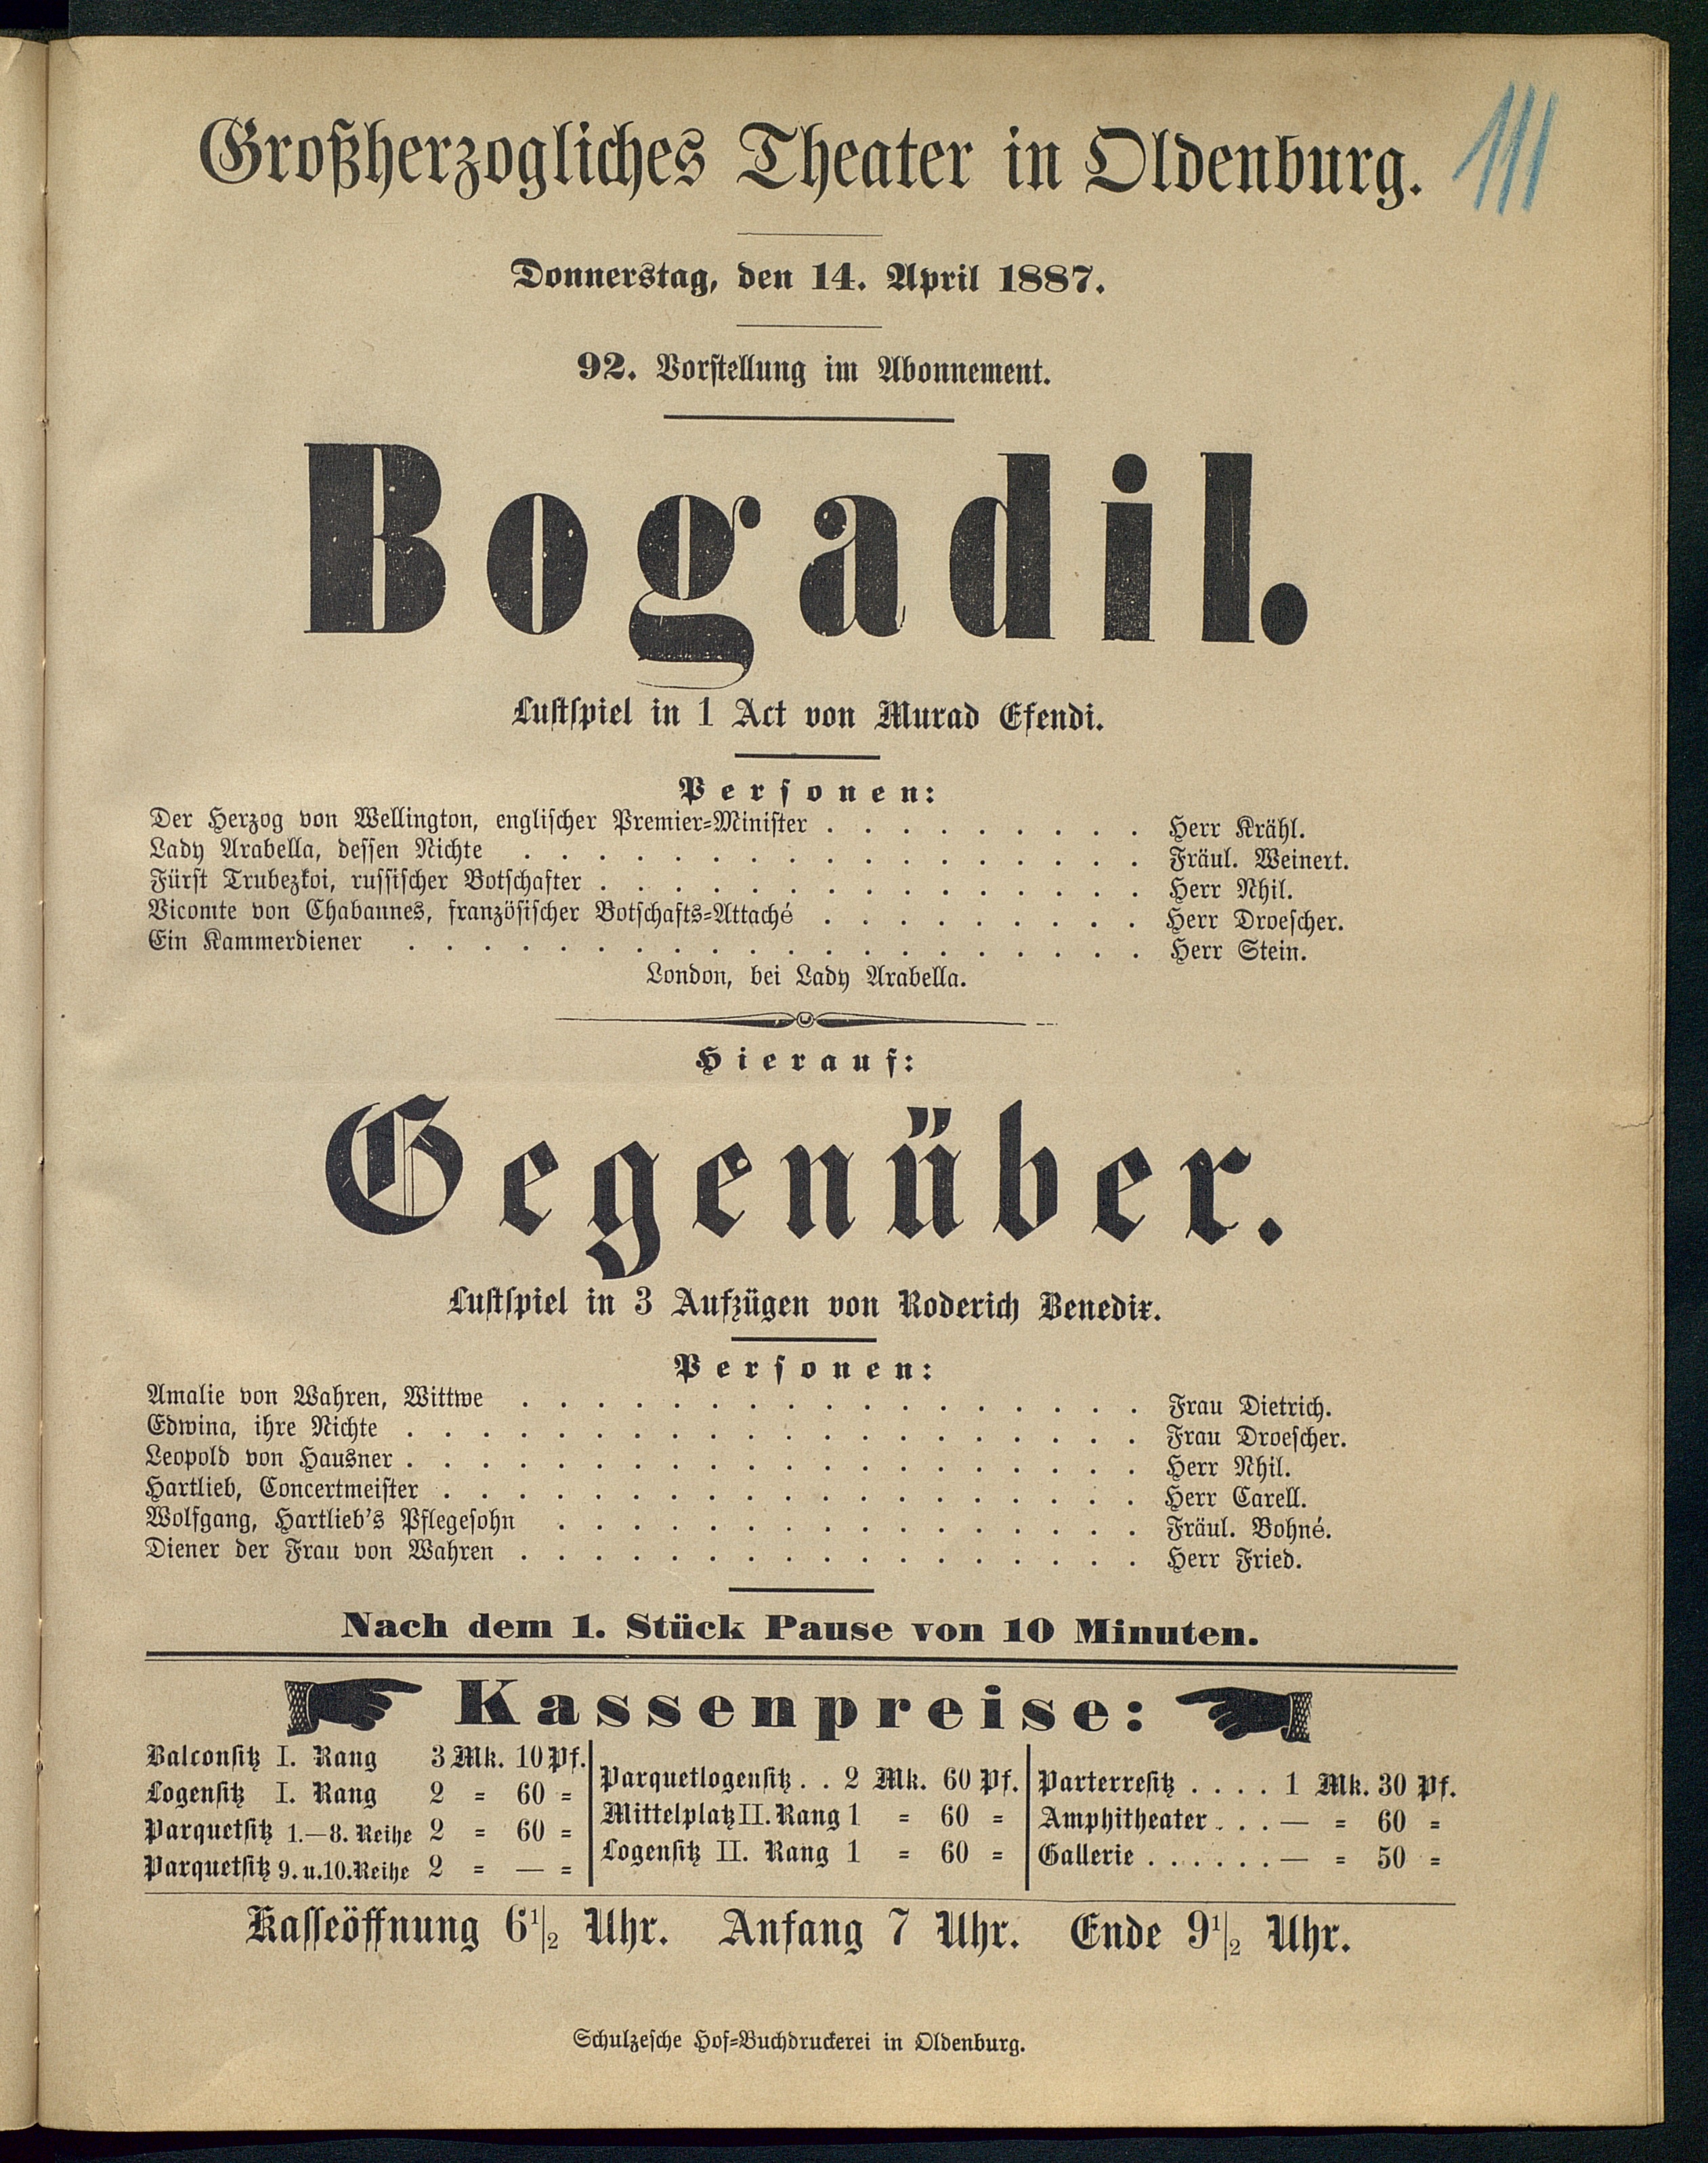 Großherzogliches Theater in Oldenburg.
111
Donnerstag, den 14. April 1887.
92. Vorstellung im Abonnement.
Bogadil.
Lustspiel in 1 Act von Murad Efendi.
Personen:
Der Herzog von Wellington, englischer Premier=Minister . . . . . . . . . Herr Krähl.
Lady Arabella, dessen Nichte . . . . . . . . . . . . . . . . . Fräul. Weinert.
Fürst Trubezkoi, russischer Botschafter . . . . . . . . . . . . . . . Herr Nhil.
Vicomte von Chabannes, französischer Botschafts=Attaché . . . . . . . . . Herr Droescher.
Ein Kammerdiener . . . . . . . . . . . . . . . . . . . . Herr Stein.
London, bei Lady Arabella.
Hierauf:
Gegenüber.
Lustspiel in 3 Aufzügen von Roderich Benedix.
Personen:
Amalie von Wahren, Wittwe . . . . . . . . . . . . . . . . . Frau Dietrich.
Edwina, ihre Nichte . . . . . . . . . . . . . . . . . . . . Frau Droescher.
Leopold von Hausner . . . . . . . . . . . . . . . . . . . . Herr Nhil.
Hartlieb, Concertmeister . . . . . . . . . . . . . . . . . . . Herr Carell.
Wolfgang, Hartlieb's Pflegesohn . . . . . . . . . . . . . . . . Fräul. Bohné.
Diener der Frau von Wahren . . . . . . . . . . . . . . . . . Herr Fried.
Nach dem 1. Stück Pause von 10 Minuten.
Kassenpreise:
Balconsitz I. Rang 3 Mk. 10 Pf.
Logensitz I. Rang 2 = 60 =
Parquetsitz 1.—8. Reihe 2 = 60 =
Parquetsitz 9. u. 10. Reihe 2 = — =
Parquetlogensitz . . 2 Mk. 60 Pf.
Mittelplatz II. Rang 1 = 60 =
Logensitz II. Rang 1 = 60 =
Parterresitz . . . . 1 Mk. 30 Pf.
Amphitheater . . . — = 60 =
Gallerie . . . . . . — = 50 =
Kasseöffnung 6 1/2 Uhr. Anfang 7 Uhr. Ende 9 1/2 Uhr.
Schulzesche Hof=Buchdruckerei in Oldenburg.